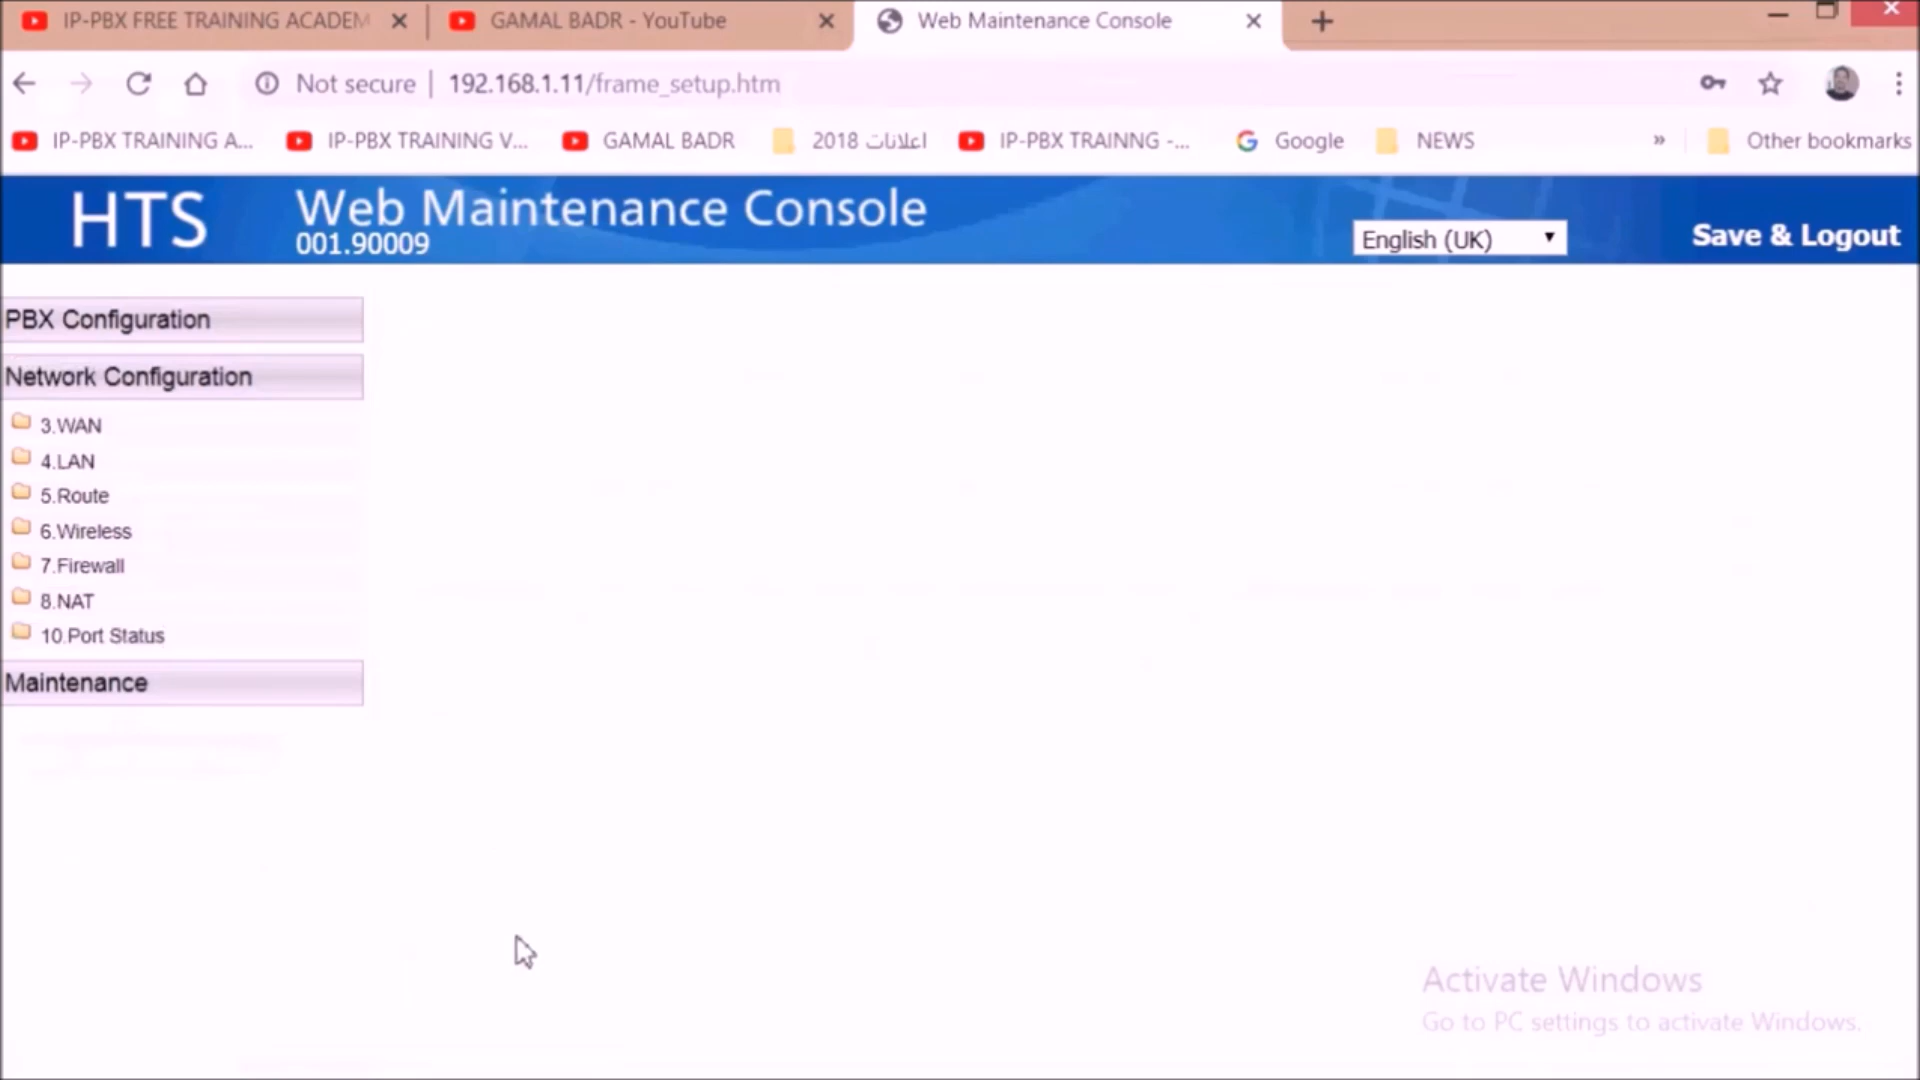 IP-PBX FREE TRAINING ACADEM
GAMAL BADR - YouTube
Web Maintenance Console
Not secure
192.168.1.11/frame_setup.htm
IP-PBX TRAINING A...
IP-PBX TRAINING V...
GAMAL BADR
اعلانات 2018
IP-PBX TRAINNG -...
Google
NEWS
»
Other bookmarks
HTS
Web Maintenance Console
001.90009
English (UK)
Save & Logout
PBX Configuration
Network Configuration
3.WAN
4.LAN
5.Route
6.Wireless
7.Firewall
8.NAT
10.Port Status
Maintenance
Activate Windows
Go to PC settings to activate Windows.